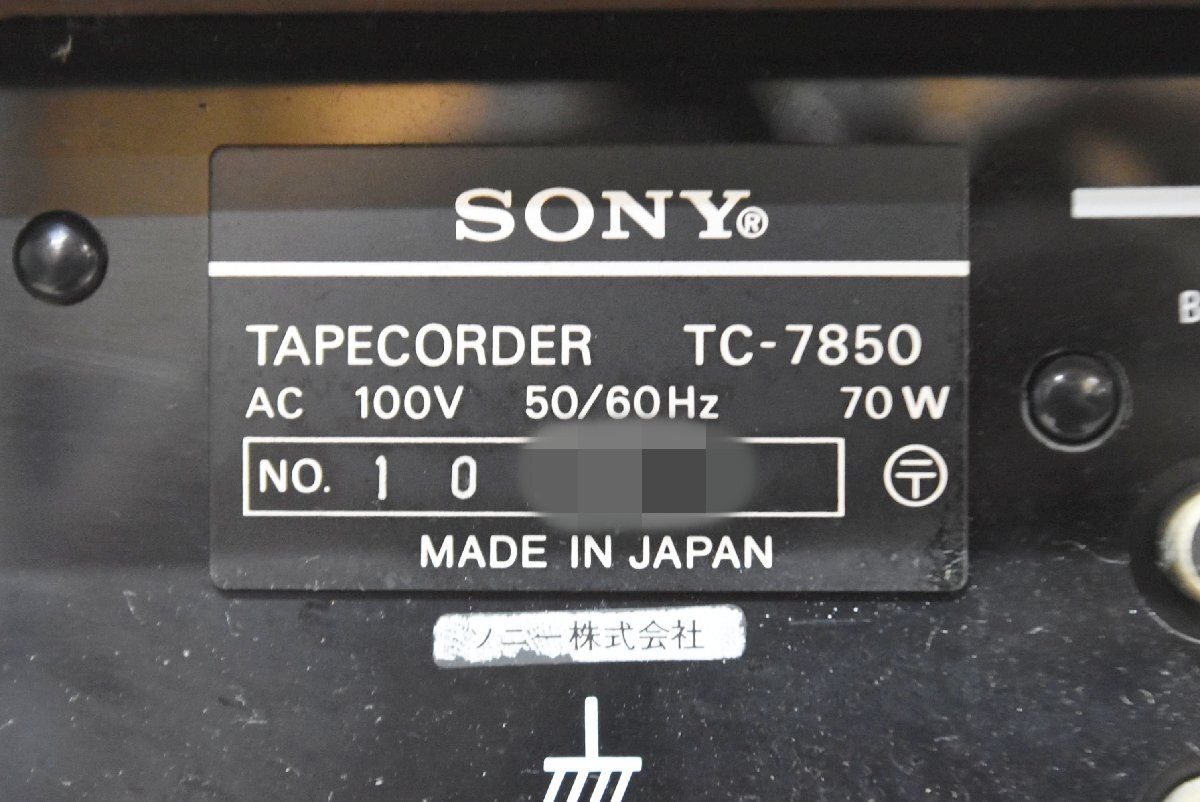 SONY®
TAPECORDER TC-7850
AC 100V 50/60Hz 70W
NO. 1 0
〒
MADE IN JAPAN
ソニー株式会社